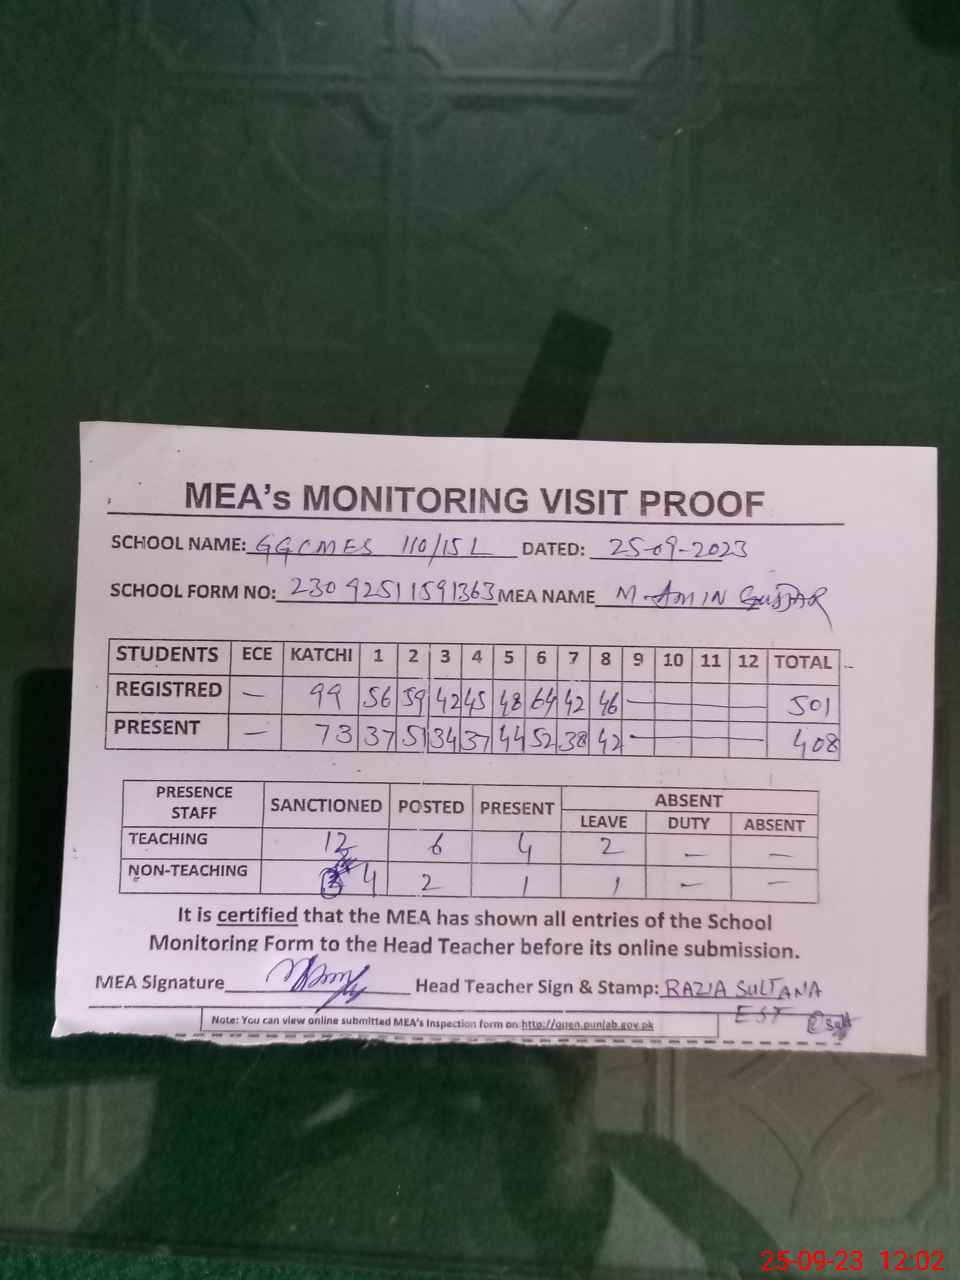 MEA's MONITORING VISIT PROOF
SCHOOL NAME: GGCMES 110/15 L DATED: 25-09-2023
SCHOOL FORM NO: 230 92511591363 MEA NAME M. AMIN GUJJAR
STUDENTS ECE KATCHI 1 2 3 4 5 6 7 8 9 10 11 12 TOTAL
REGISTRED — 99 56 59 42 45 48 64 42 46 — 501
PRESENT — 73 37 51 34 37 44 52 38 42 — 408
PRESENCE STAFF SANCTIONED POSTED PRESENT ABSENT
LEAVE DUTY ABSENT
TEACHING 12 6 4 2 — —
NON-TEACHING 4 2 1 1 — —
It is certified that the MEA has shown all entries of the School
Monitoring Form to the Head Teacher before its online submission.
MEA Signature Head Teacher Sign & Stamp: RAZIA SULTANA
EST
Note: You can view online submitted MEA's Inspection form on: http://open.punjab.gov.pk
25-09-23 12:02